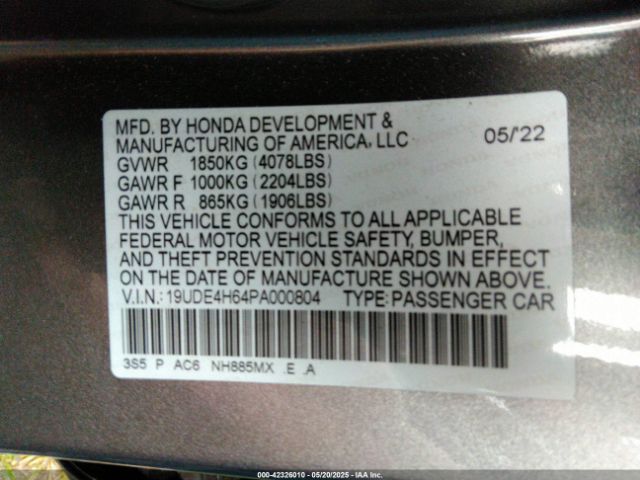 MFD. BY HONDA DEVELOPMENT &
MANUFACTURING OF AMERICA, LLC 05/'22
GVWR 1850KG (4078LBS)
GAWR F 1000KG (2204LBS)
GAWR R 865KG (1906LBS)
THIS VEHICLE CONFORMS TO ALL APPLICABLE
FEDERAL MOTOR VEHICLE SAFETY, BUMPER,
AND THEFT PREVENTION STANDARDS IN EFFECT
ON THE DATE OF MANUFACTURE SHOWN ABOVE.
V.I.N.: 19UDE4H64PA000804 TYPE: PASSENGER CAR
3S5 P AC6 NH885MX .E .A
000-42326010 | 05/20/2025 | IAA Inc.